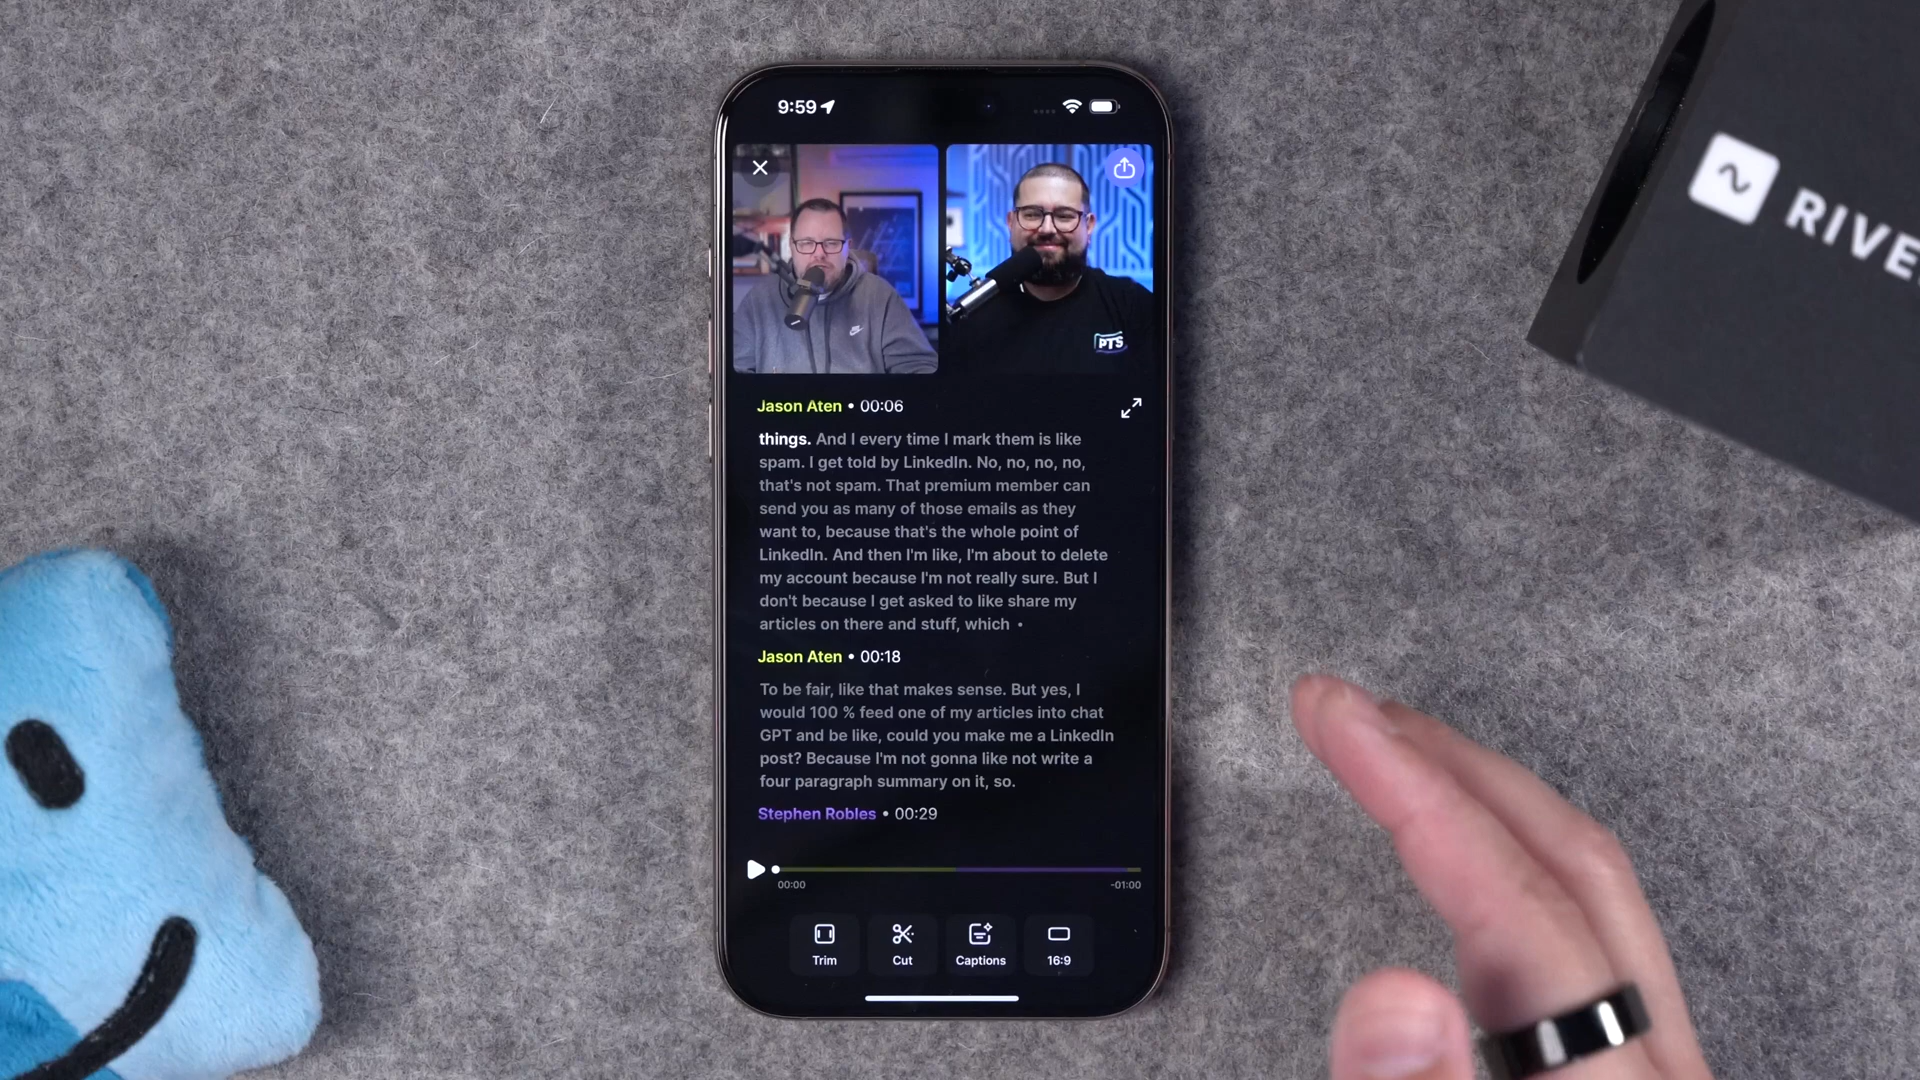 9:59
RIVE
PTS
Jason Aten • 00:06
things. And I every time I mark them is like
spam. I get told by LinkedIn. No, no, no, no,
that's not spam. That premium member can
send you as many of those emails as they
want to, because that's the whole point of
LinkedIn. And then I'm like, I'm about to delete
my account because I'm not really sure. But I
don't because I get asked to like share my
articles on there and stuff, which •
Jason Aten • 00:18
To be fair, like that makes sense. But yes, I
would 100 % feed one of my articles into chat
GPT and be like, could you make me a LinkedIn
post? Because I'm not gonna like not write a
four paragraph summary on it, so.
Stephen Robles • 00:29
00:00 -01:00
Trim Cut Captions 16:9